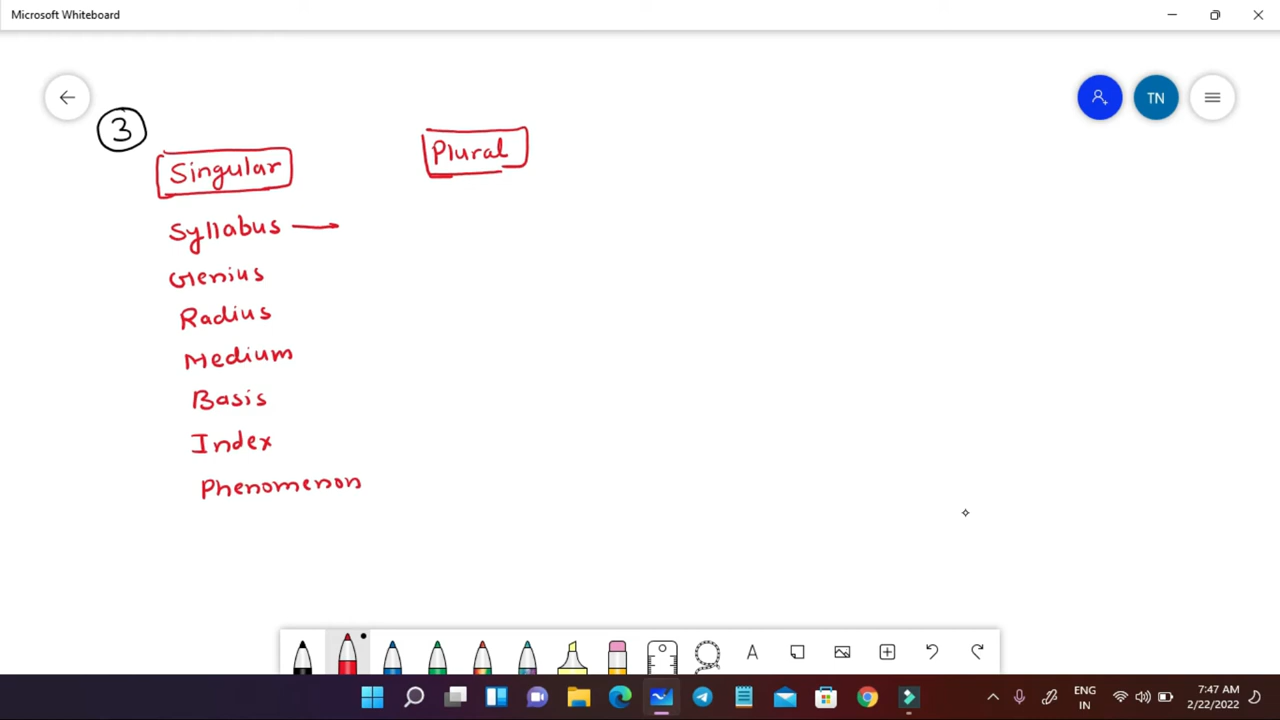 Microsoft Whiteboard
TN
3
Singular
Plural
Syllabus
Genius
Radius
Medium
Basis
Index
Phenomenon
A
ENG
IN
7:47 AM
2/22/2022